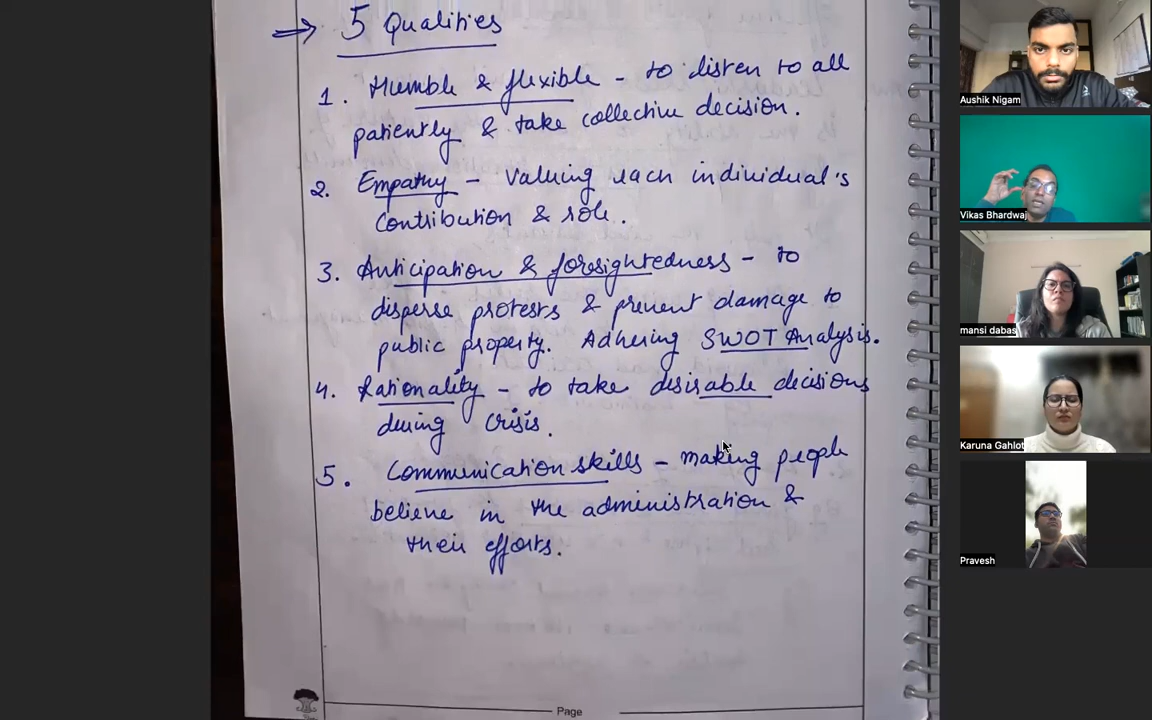 ⇒ 5 Qualities
1. Humble & flexible - to listen to all
patiently & take collective decision.
2. Empathy - Valuing each individual's
Contribution & role.
3. Anticipation & foresightedness - to
disperse protests & prevent damage to
public property. Adhering SWOT Analysis.
4. Rationality - to take desirable decisions
during crisis.
5. Communication skills - making people
believe in the administration &
their efforts.
Page
Aushik Nigam
Vikas Bhardwaj
mansi dabas
Karuna Gahlot
Pravesh